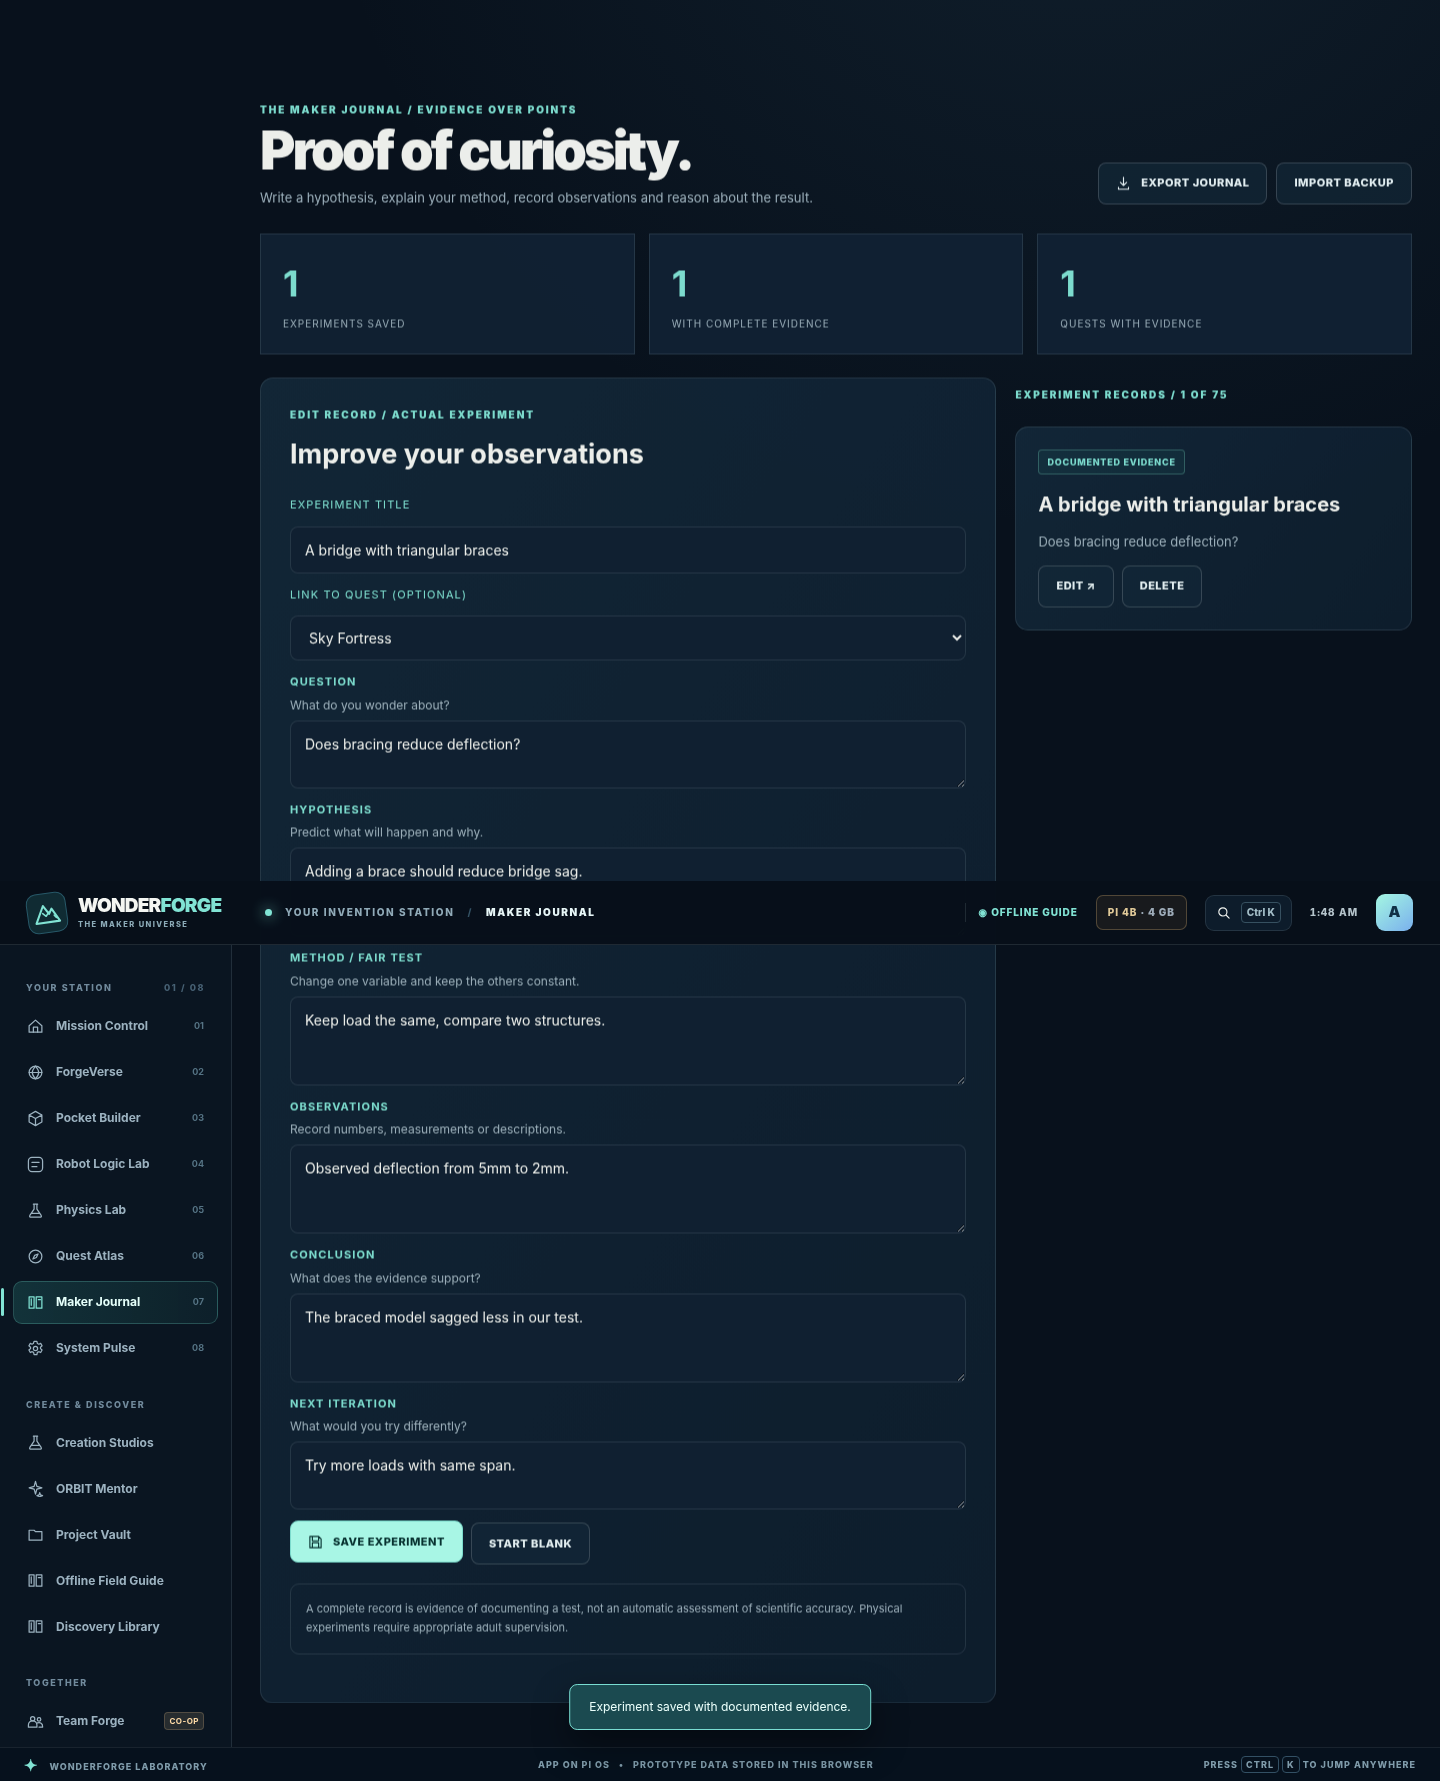 THE MAKER JOURNAL / EVIDENCE OVER POINTS
Proof of curiosity.
Write a hypothesis, explain your method, record observations and reason about the result.
EXPORT JOURNAL
IMPORT BACKUP
1
EXPERIMENTS SAVED
1
WITH COMPLETE EVIDENCE
1
QUESTS WITH EVIDENCE
EDIT RECORD / ACTUAL EXPERIMENT
Improve your observations
EXPERIMENT TITLE
A bridge with triangular braces
LINK TO QUEST (OPTIONAL)
Sky Fortress
QUESTION
What do you wonder about?
Does bracing reduce deflection?
HYPOTHESIS
Predict what will happen and why.
Adding a brace should reduce bridge sag.
EXPERIMENT RECORDS / 1 OF 75
DOCUMENTED EVIDENCE
A bridge with triangular braces
Does bracing reduce deflection?
EDIT ↗
DELETE
WONDERFORGE
THE MAKER UNIVERSE
YOUR INVENTION STATION / MAKER JOURNAL
◉ OFFLINE GUIDE
PI 4B · 4 GB
Ctrl K
1:48 AM
A
YOUR STATION 01 / 08
Mission Control 01
ForgeVerse 02
Pocket Builder 03
Robot Logic Lab 04
Physics Lab 05
Quest Atlas 06
Maker Journal 07
System Pulse 08
CREATE & DISCOVER
Creation Studios
ORBIT Mentor
Project Vault
Offline Field Guide
Discovery Library
TOGETHER
Team Forge CO-OP
METHOD / FAIR TEST
Change one variable and keep the others constant.
Keep load the same, compare two structures.
OBSERVATIONS
Record numbers, measurements or descriptions.
Observed deflection from 5mm to 2mm.
CONCLUSION
What does the evidence support?
The braced model sagged less in our test.
NEXT ITERATION
What would you try differently?
Try more loads with same span.
SAVE EXPERIMENT
START BLANK
A complete record is evidence of documenting a test, not an automatic assessment of scientific accuracy. Physical
experiments require appropriate adult supervision.
Experiment saved with documented evidence.
WONDERFORGE LABORATORY
APP ON PI OS • PROTOTYPE DATA STORED IN THIS BROWSER
PRESS CTRL K TO JUMP ANYWHERE